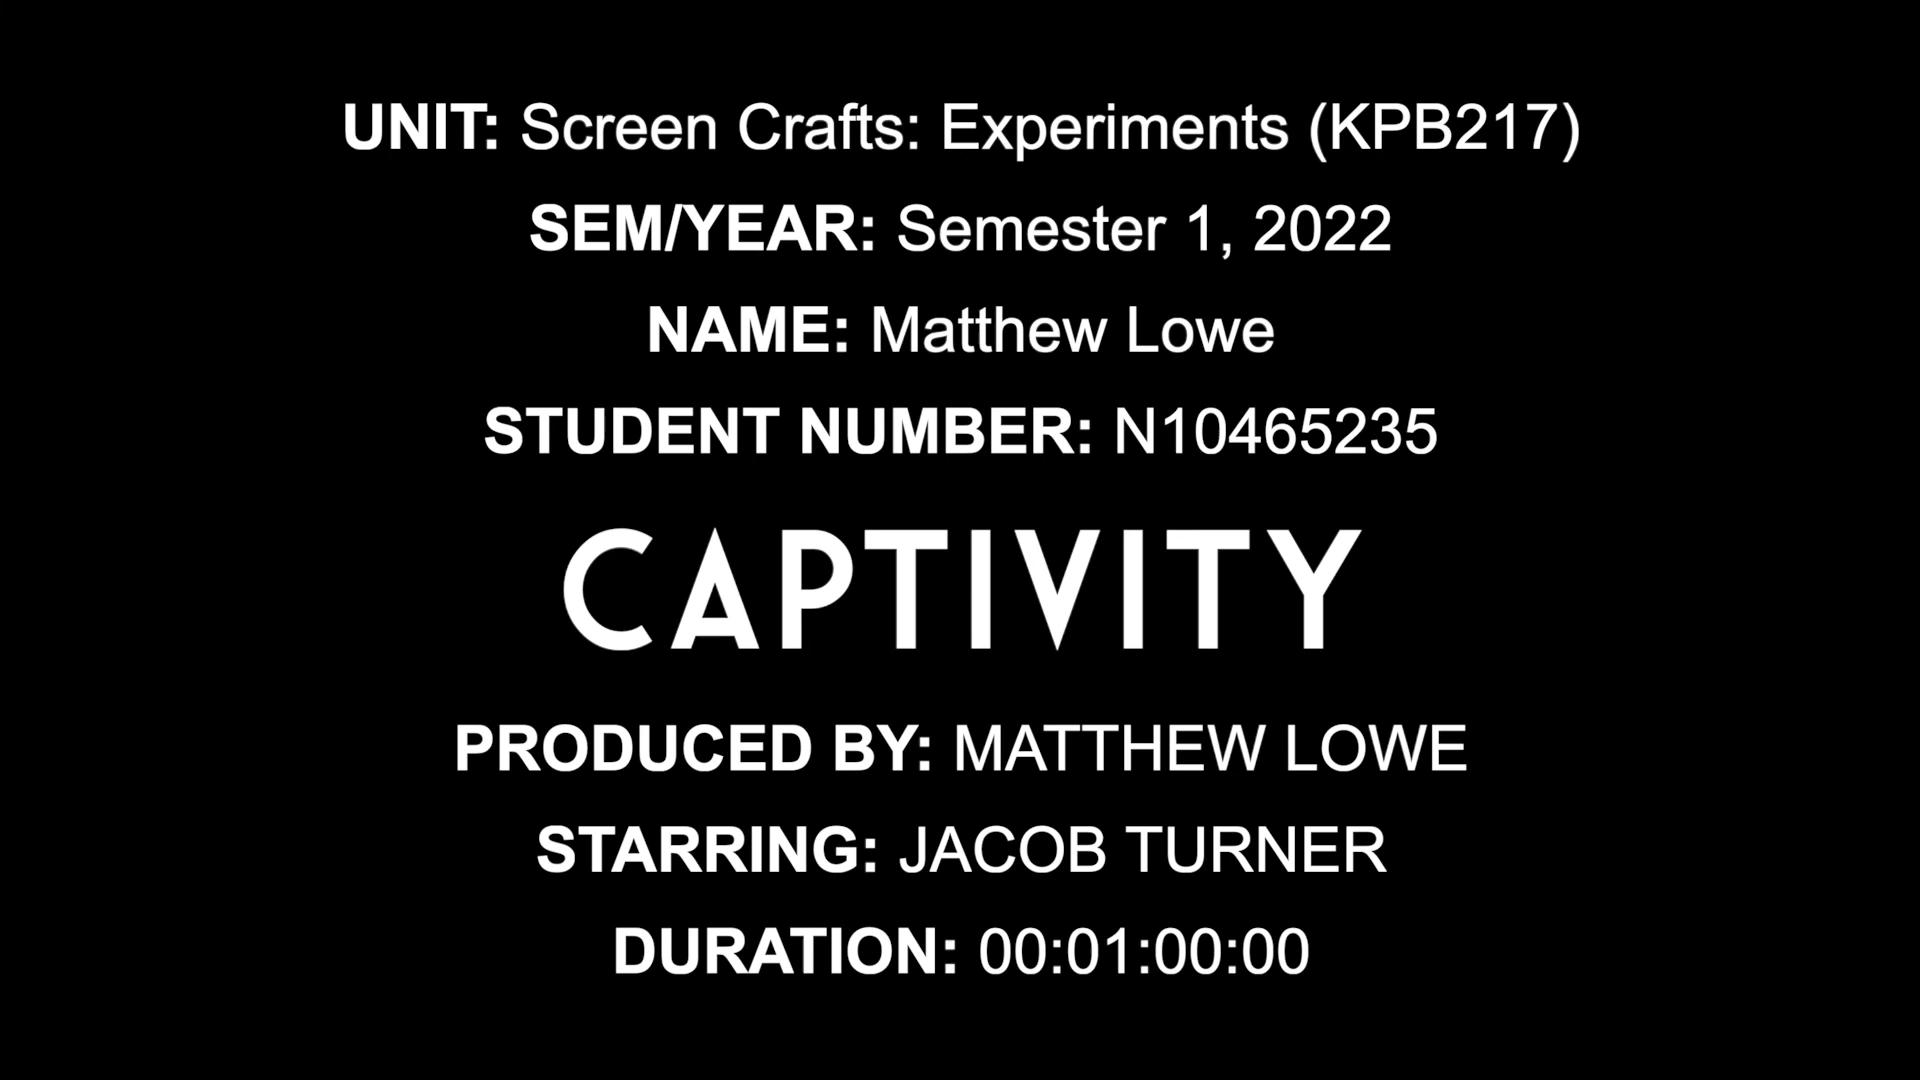 UNIT: Screen Crafts: Experiments (KPB217)
SEM/YEAR: Semester 1, 2022
NAME: Matthew Lowe
STUDENT NUMBER: N10465235
CAPTIVITY
PRODUCED BY: MATTHEW LOWE
STARRING: JACOB TURNER
DURATION: 00:01:00:00